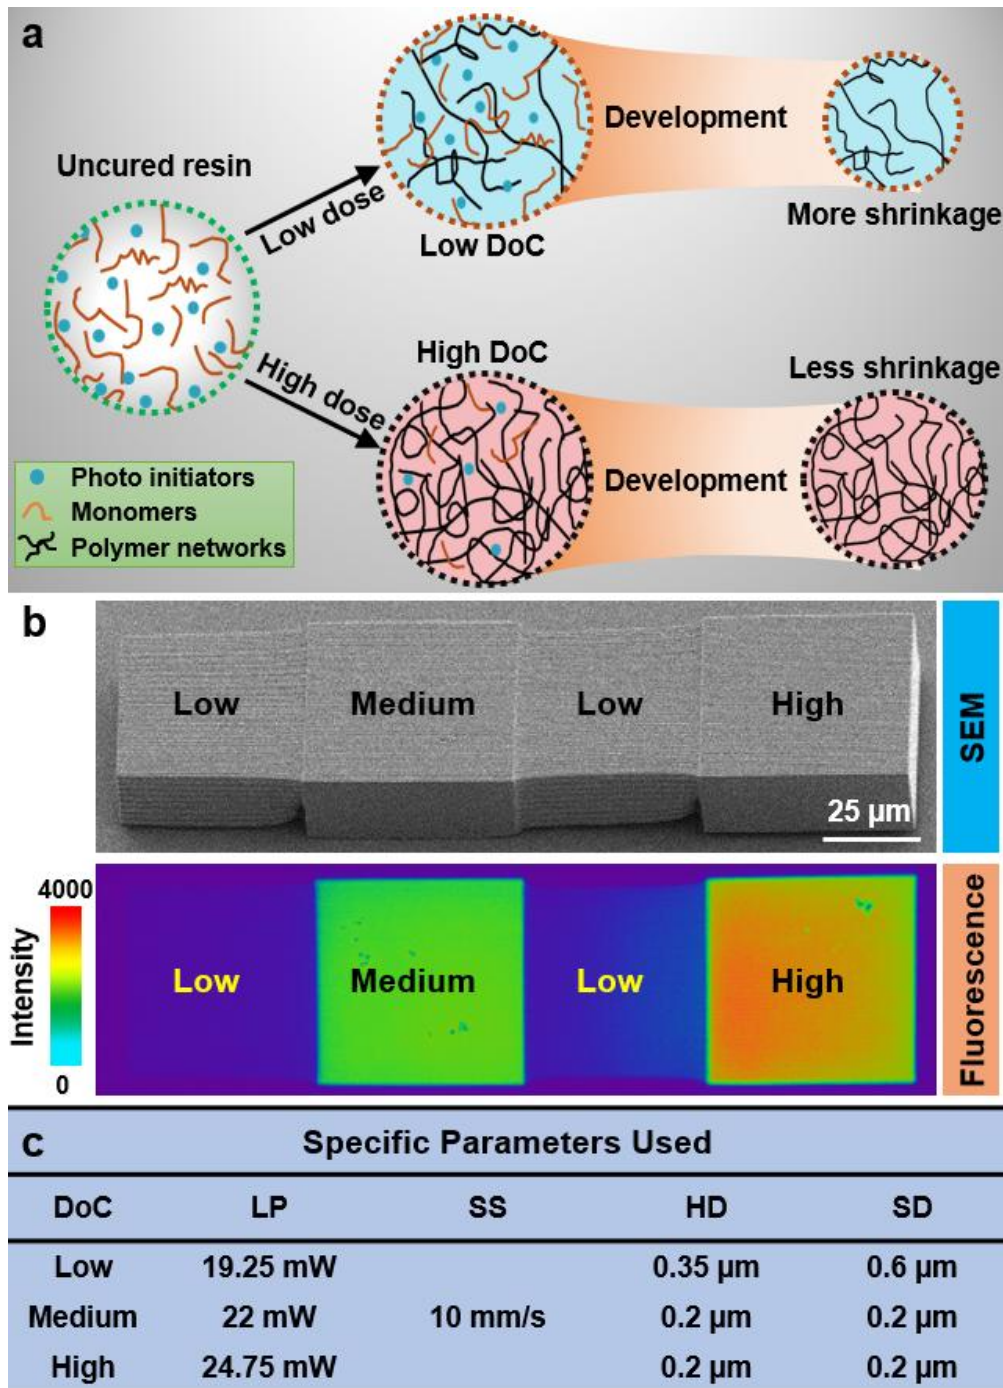 a
Uncured resin
Low dose
High dose
Low DoC
Development
More shrinkage
High DoC
Development
Less shrinkage
Photo initiators
Monomers
Polymer networks
b
Low Medium Low High
25 µm
SEM
4000
Intensity
0
Low Medium Low High
Fluorescence
c Specific Parameters Used
DoC LP SS HD SD
Low 19.25 mW 0.35 µm 0.6 µm
Medium 22 mW 10 mm/s 0.2 µm 0.2 µm
High 24.75 mW 0.2 µm 0.2 µm